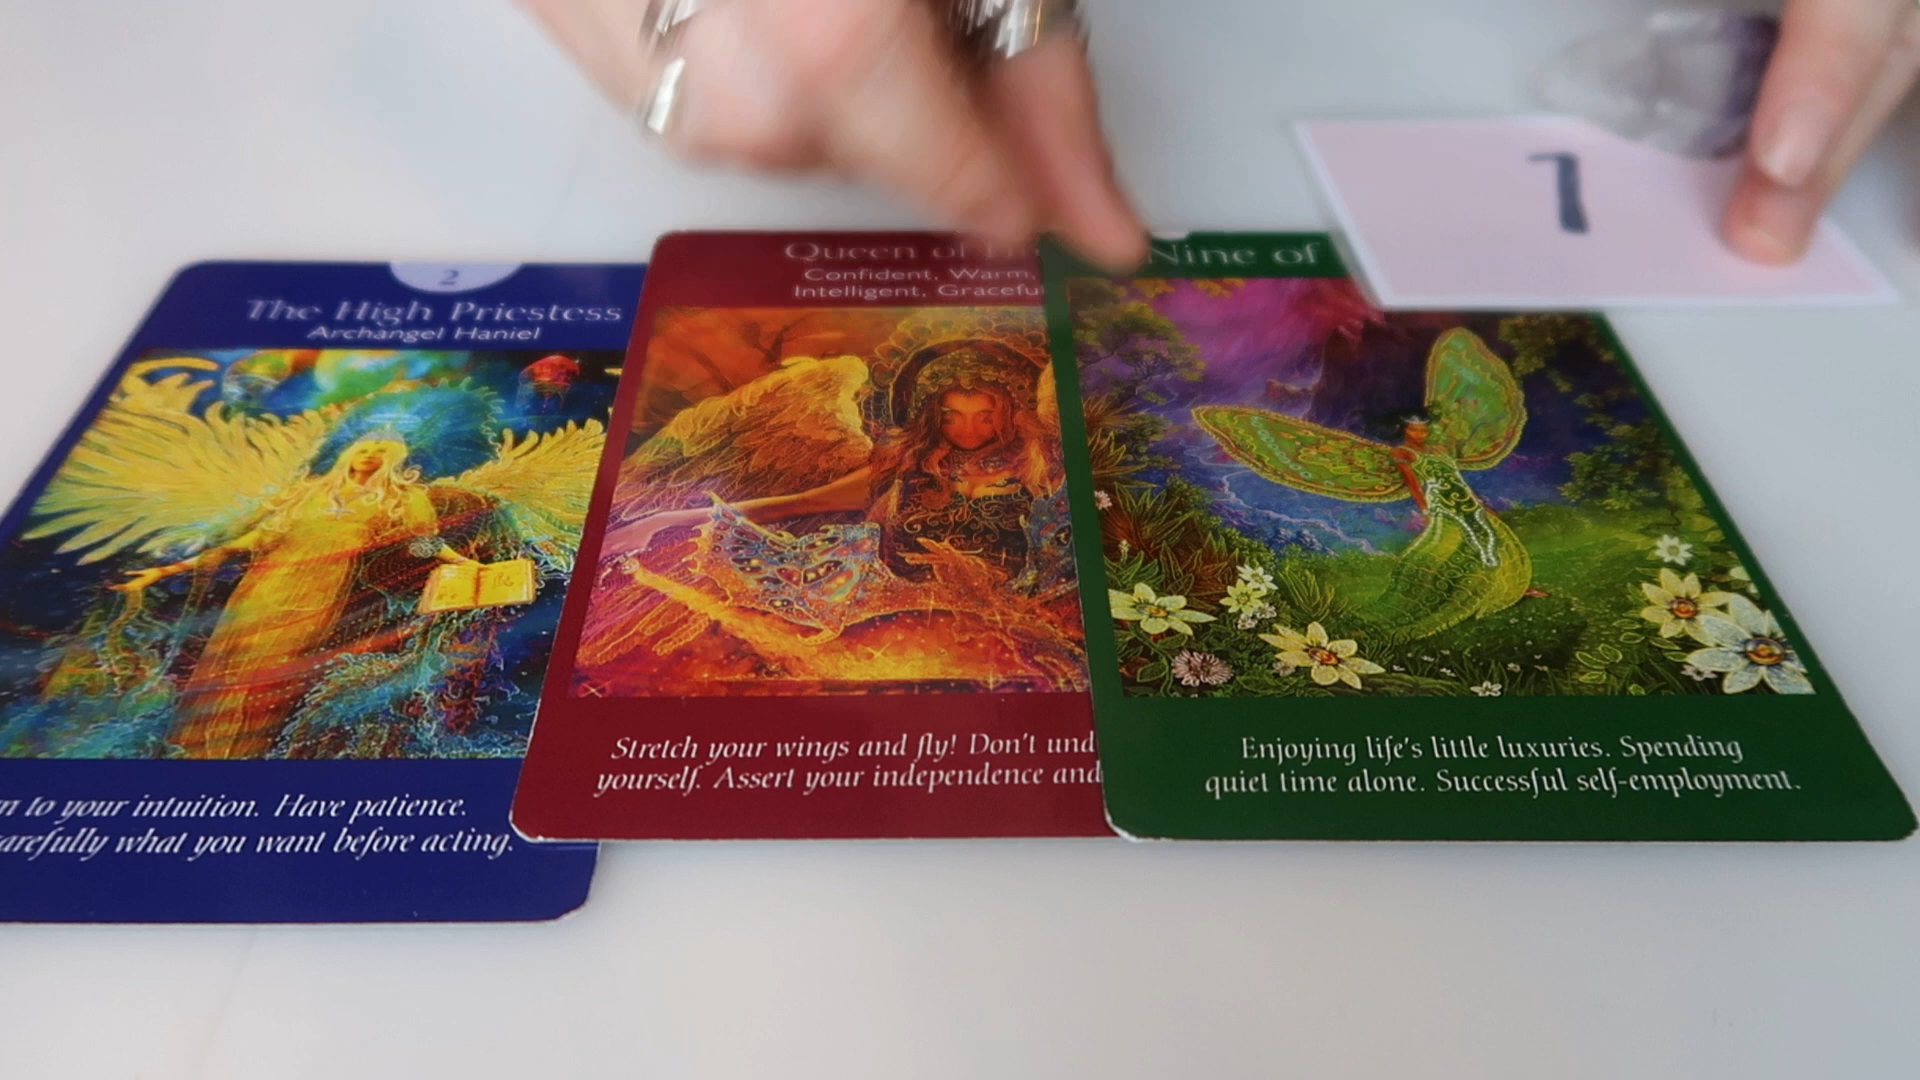 2
The High Priestess
Archangel Haniel
to your intuition. Have patience.
what you want before acting.
Queen of
Confident, Warm,
Intelligent, Graceful
Stretch your wings and fly! Don't
yourself. Assert your independence and
Nine of
Enjoying life's little luxuries. Spending
quiet time alone. Successful self-employment.
1